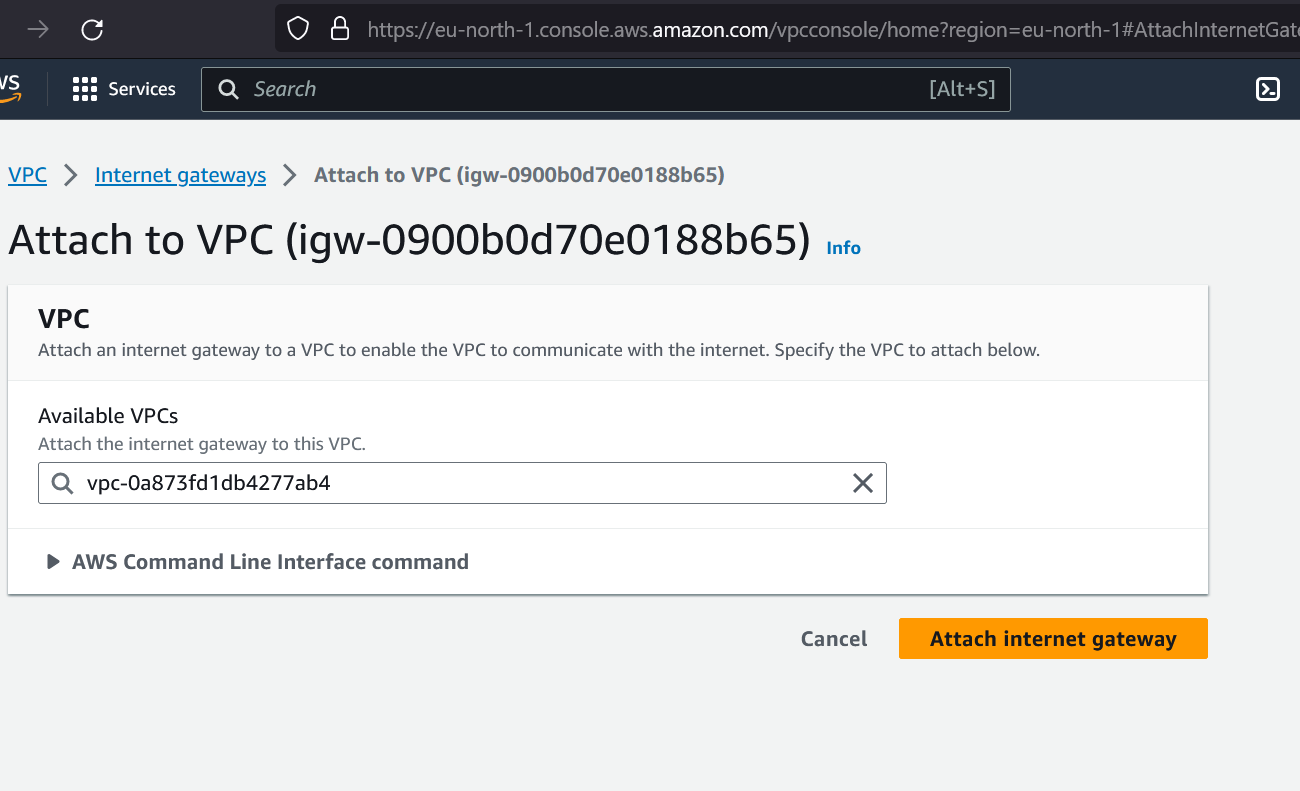 https://eu-north-1.console.aws.amazon.com/vpcconsole/home?region=eu-north-1#AttachInternetGat
Services
Search
[Alt+S]
VPC > Internet gateways > Attach to VPC (igw-0900b0d70e0188b65)
Attach to VPC (igw-0900b0d70e0188b65) Info
VPC
Attach an internet gateway to a VPC to enable the VPC to communicate with the internet. Specify the VPC to attach below.
Available VPCs
Attach the internet gateway to this VPC.
vpc-0a873fd1db4277ab4
AWS Command Line Interface command
Cancel
Attach internet gateway